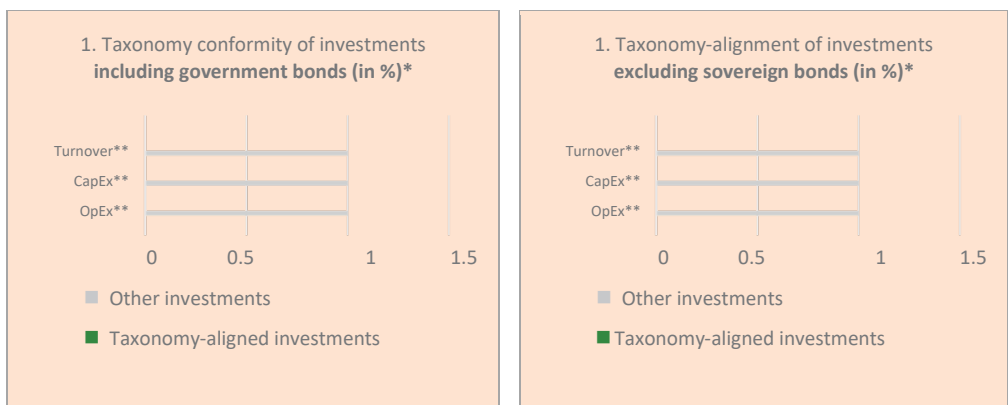 1. Taxonomy conformity of investments
including government bonds (in %)*
Turnover**
CapEx**
OpEx**
0 0.5 1 1.5
Other investments
Taxonomy-aligned investments
1. Taxonomy-alignment of investments
excluding sovereign bonds (in %)*
Turnover**
CapEx**
OpEx**
0 0.5 1 1.5
Other investments
Taxonomy-aligned investments